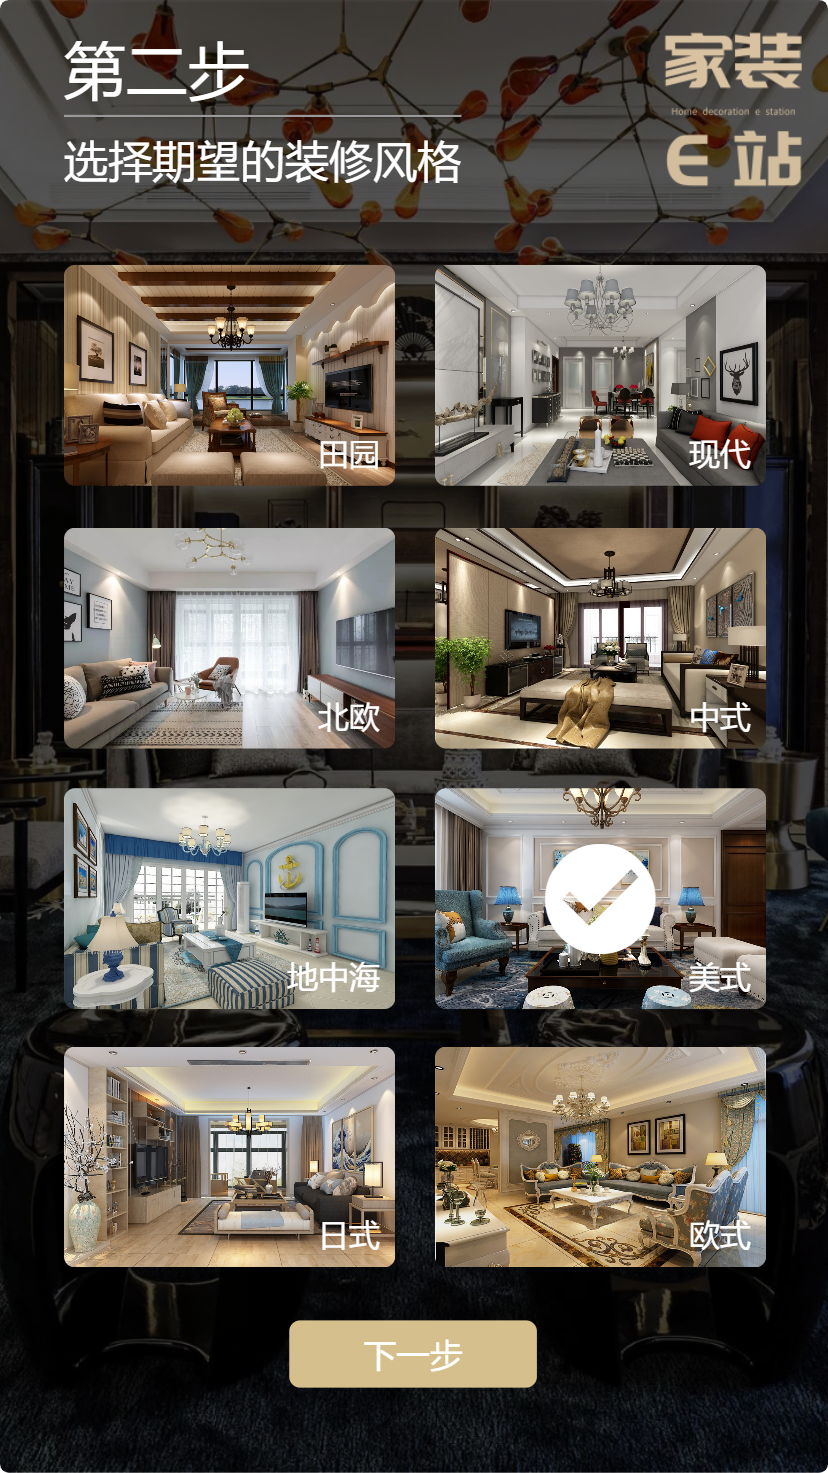 第二步
选择期望的装修风格
家装
Home decoration e station
E 站
田园
现代
北欧
中式
地中海
美式
日式
欧式
下一步